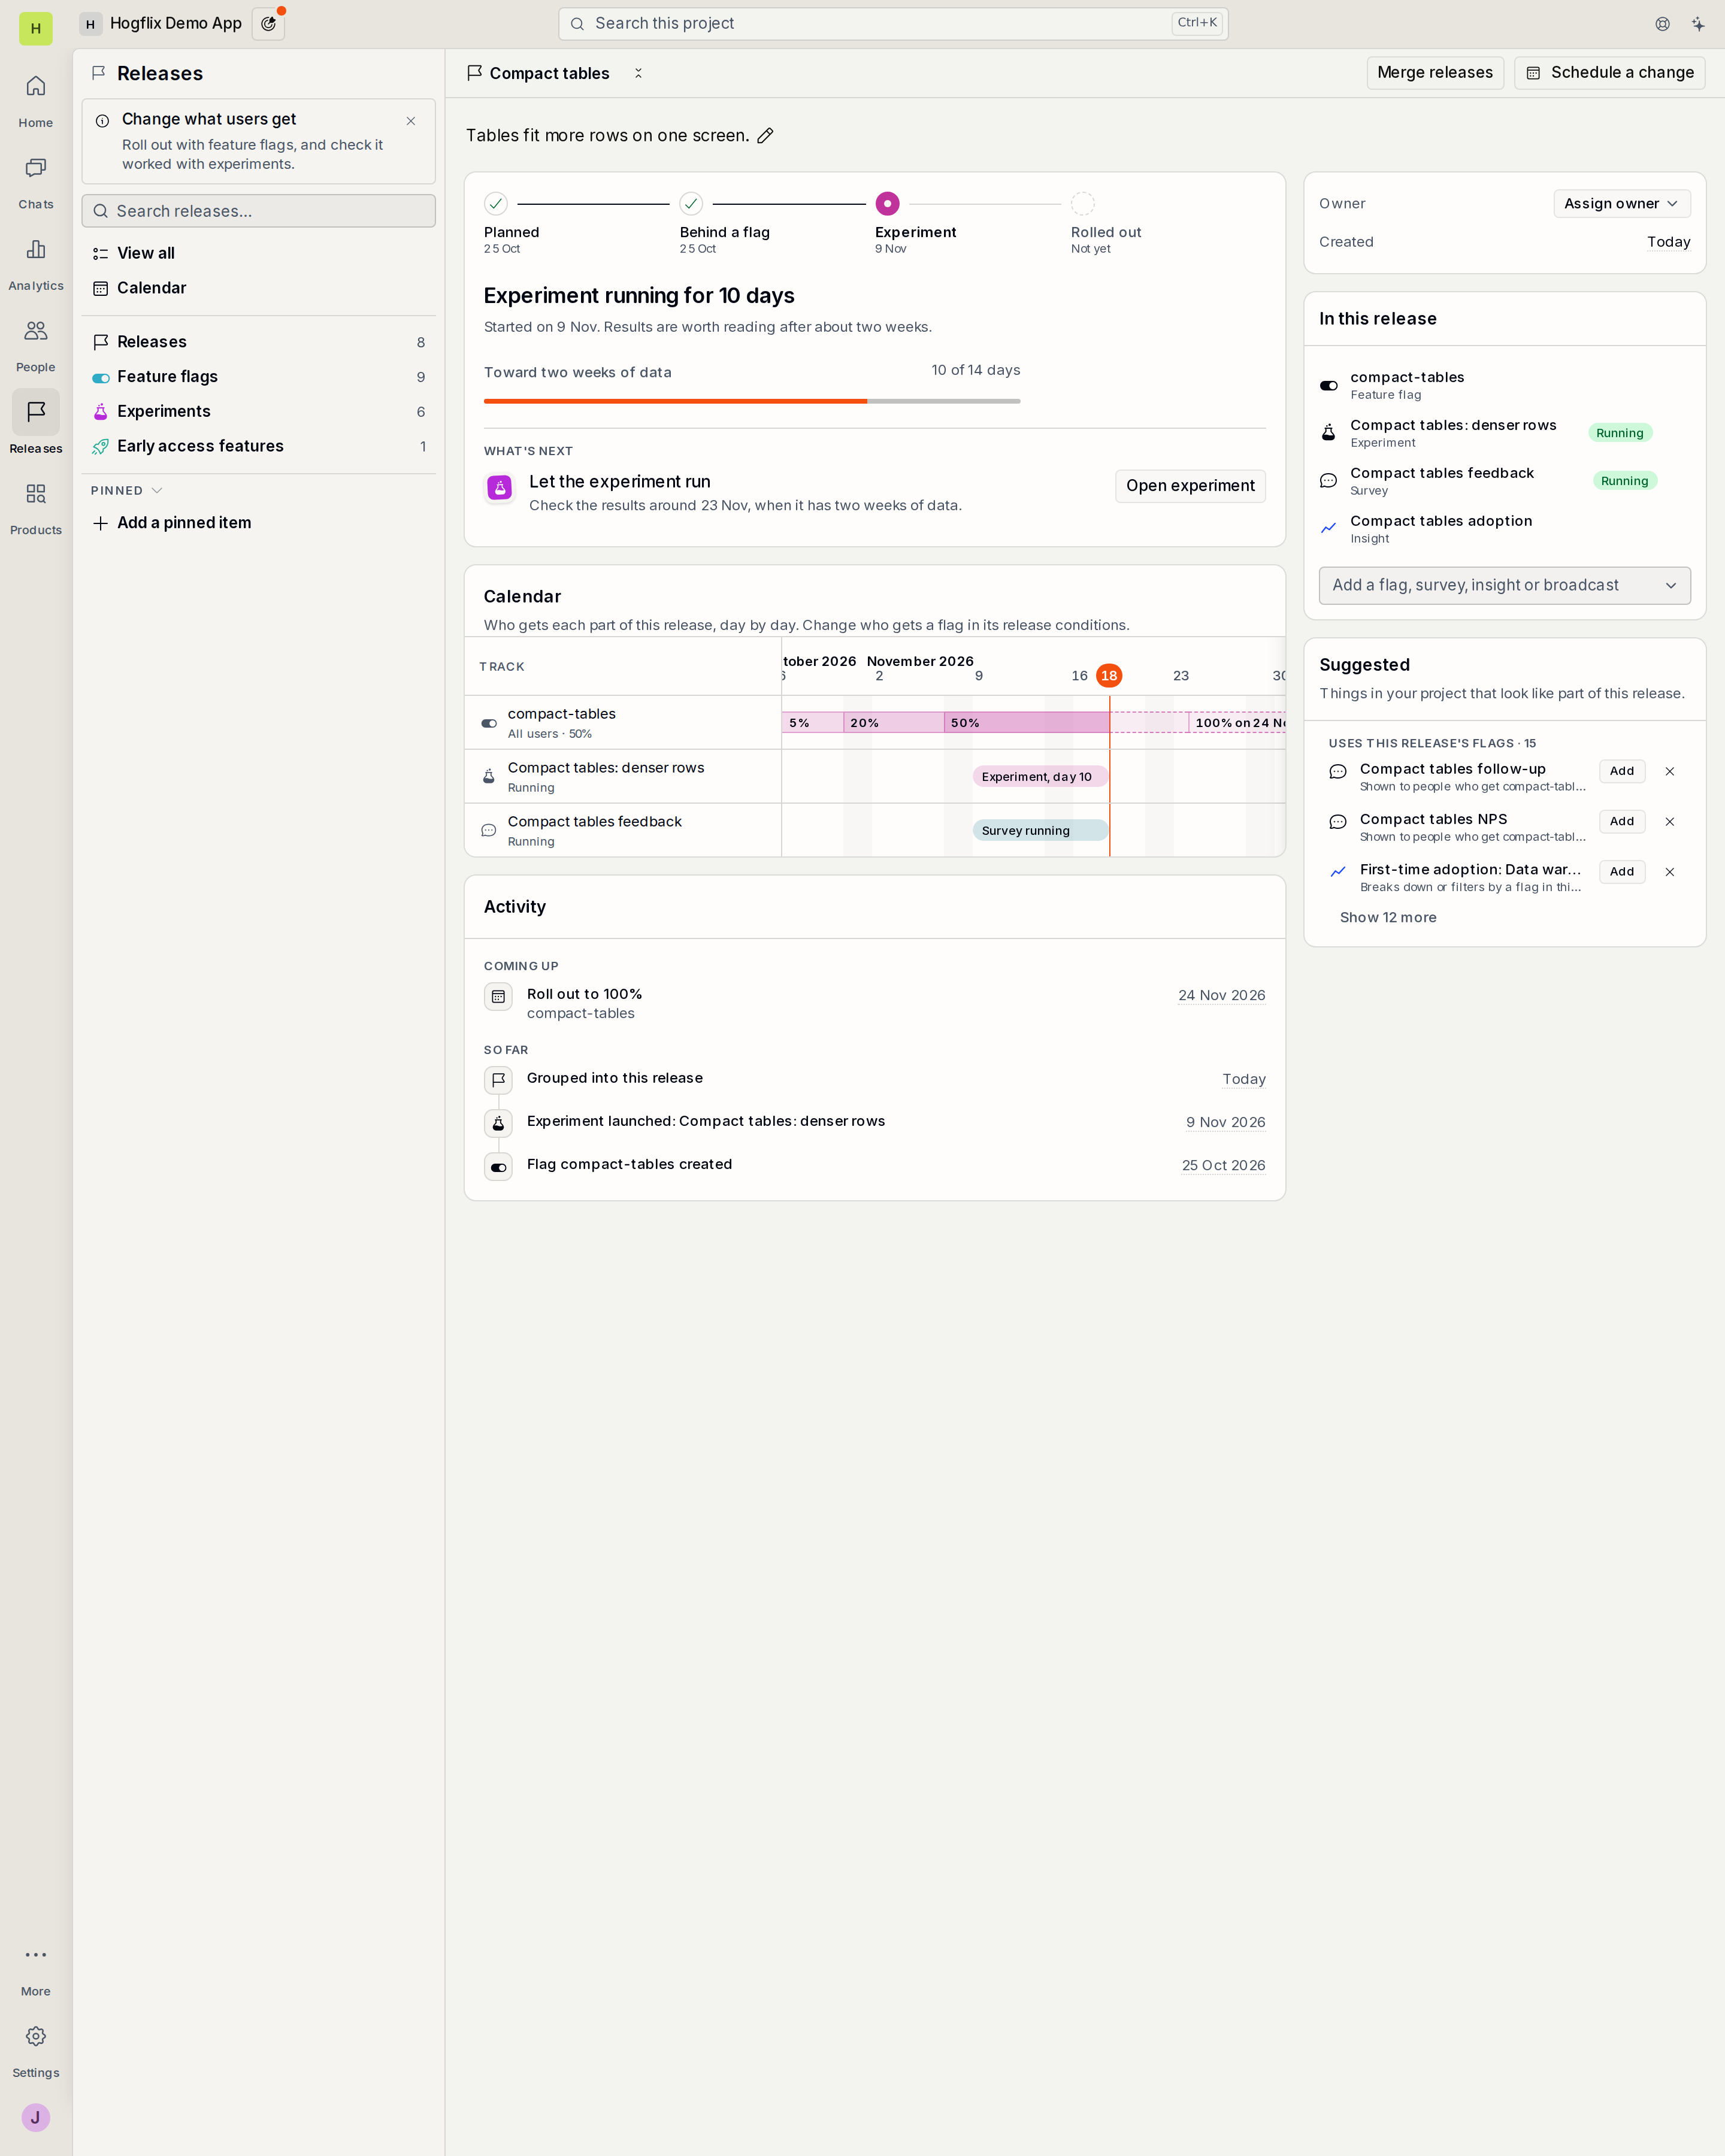 H
H
Hogflix Demo App
Search this project
Ctrl+K
Home
Chats
Analytics
People
Releases
Products
More
Settings
J
Releases
Change what users get
Roll out with feature flags, and check it
worked with experiments.
Search releases...
View all
Calendar
Releases 8
Feature flags 9
Experiments 6
Early access features 1
PINNED
Add a pinned item
Compact tables
Merge releases
Schedule a change
Tables fit more rows on one screen.
Planned
25 Oct
Behind a flag
25 Oct
Experiment
9 Nov
Rolled out
Not yet
Experiment running for 10 days
Started on 9 Nov. Results are worth reading after about two weeks.
Toward two weeks of data
10 of 14 days
WHAT'S NEXT
Let the experiment run
Check the results around 23 Nov, when it has two weeks of data.
Open experiment
Calendar
Who gets each part of this release, day by day. Change who gets a flag in its release conditions.
TRACK
tober 2026 November 2026
6 2 9 16 18 23 30
compact-tables
All users · 50%
5% 20% 50% 100% on 24 No
Compact tables: denser rows
Running
Experiment, day 10
Compact tables feedback
Running
Survey running
Activity
COMING UP
Roll out to 100%
compact-tables
24 Nov 2026
SO FAR
Grouped into this release
Today
Experiment launched: Compact tables: denser rows
9 Nov 2026
Flag compact-tables created
25 Oct 2026
Owner
Assign owner
Created
Today
In this release
compact-tables
Feature flag
Compact tables: denser rows
Experiment
Running
Compact tables feedback
Survey
Running
Compact tables adoption
Insight
Add a flag, survey, insight or broadcast
Suggested
Things in your project that look like part of this release.
USES THIS RELEASE'S FLAGS · 15
Compact tables follow-up
Shown to people who get compact-tabl...
Add
Compact tables NPS
Shown to people who get compact-tabl...
Add
First-time adoption: Data war...
Breaks down or filters by a flag in thi...
Add
Show 12 more